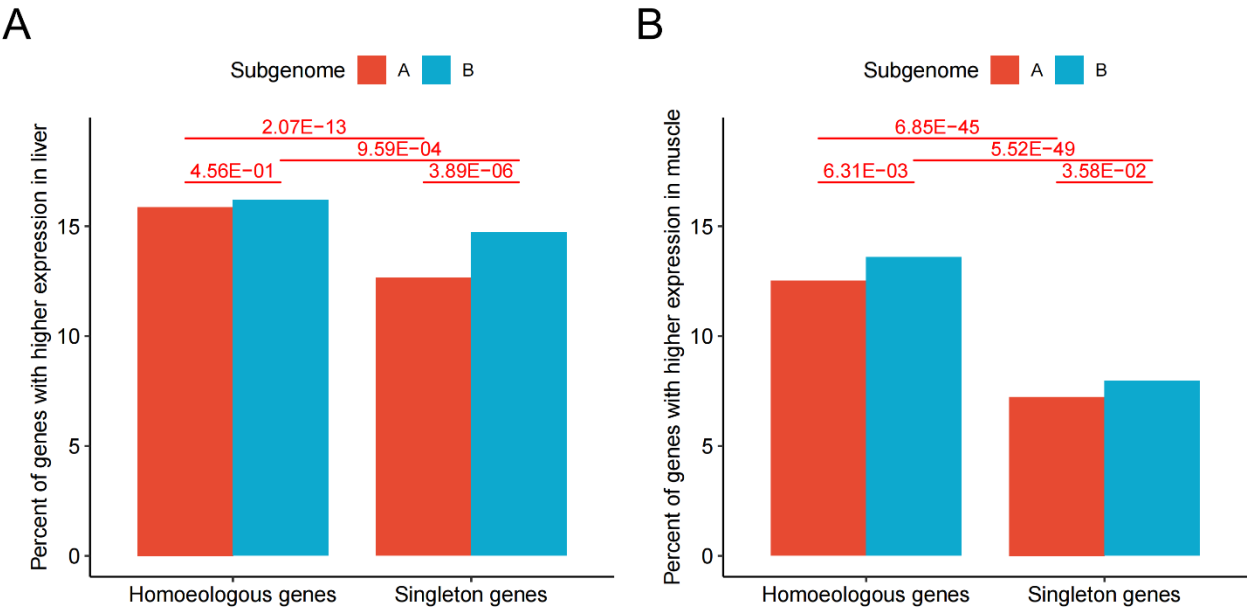 A
Subgenome A B
Percent of genes with higher expression in liver
2.07E−13
9.59E−04
4.56E−01 3.89E−06
15
10
5
0
Homoeologous genes Singleton genes
B
Subgenome A B
Percent of genes with higher expression in muscle
6.85E−45
5.52E−49
6.31E−03 3.58E−02
15
10
5
0
Homoeologous genes Singleton genes